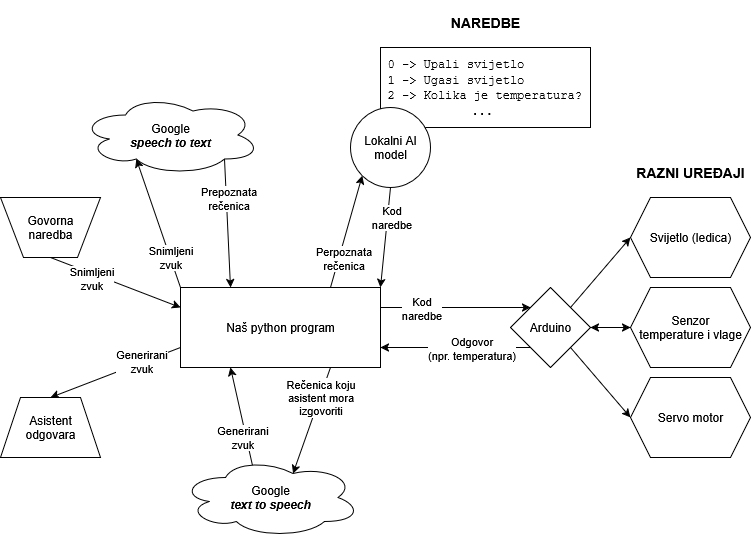 NAREDBE
0 -> Upali svijetlo
1 -> Ugasi svijetlo
2 -> Kolika je temperatura?
...
Google
speech to text
Lokalni AI
model
RAZNI UREĐAJI
Prepoznata
rečenica
Kod
naredbe
Govorna
naredba
Svijetlo (ledica)
Snimljeni
zvuk
Perpoznata
rečenica
Snimljeni
zvuk
Kod
naredbe
Naš python program
Arduino
Senzor
temperature i vlage
Odgovor
(npr. temperatura)
Generirani
zvuk
Rečenica koju
asistent mora
izgovoriti
Asistent
odgovara
Servo motor
Generirani
zvuk
Google
text to speech